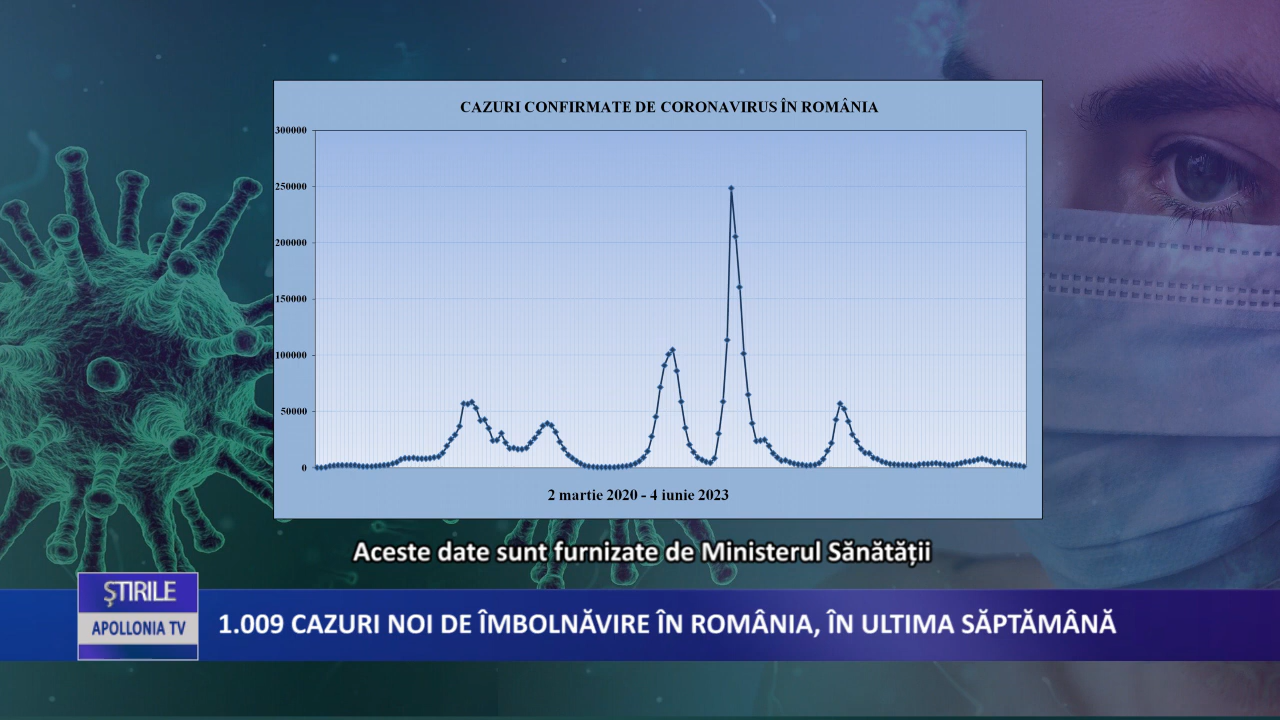 CAZURI CONFIRMATE DE CORONAVIRUS ÎN ROMÂNIA
300000
250000
200000
150000
100000
50000
0
2 martie 2020 - 4 iunie 2023
Aceste date sunt furnizate de Ministerul Sănătății
ȘTIRILE
APOLLONIA TV
1.009 CAZURI NOI DE ÎMBOLNĂVIRE ÎN ROMÂNIA, ÎN ULTIMA SĂPTĂMÂNĂ